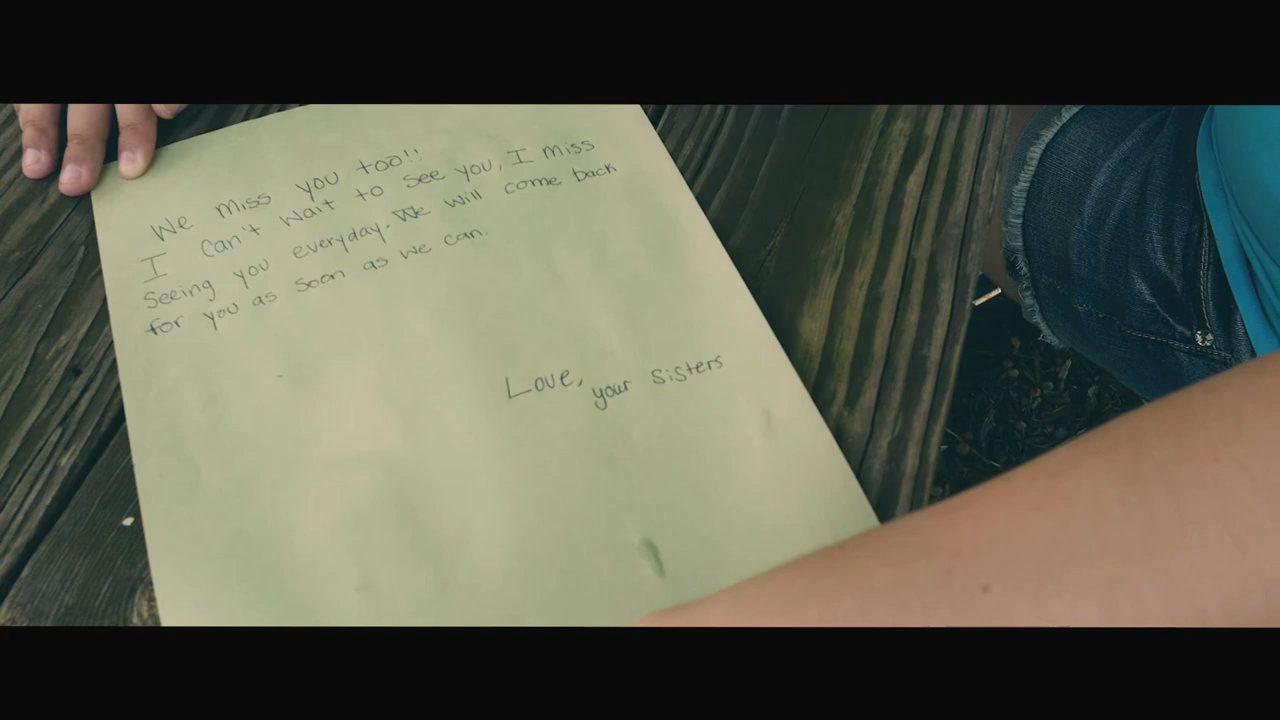 We miss you too!!
I can't wait to see you, I miss
Seeing you everyday. We will come back
for you as soon as we can.
Love,
your Sisters